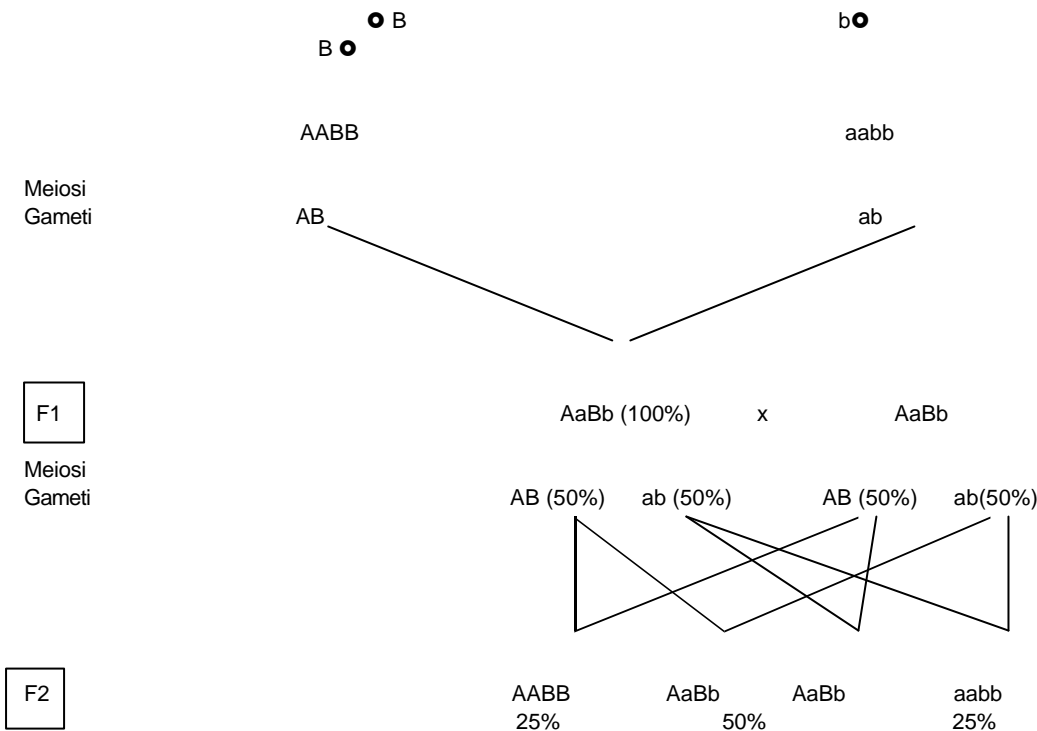 B b
B
AABB aabb
Meiosi
Gameti AB ab
F1 AaBb (100%) x AaBb
Meiosi
Gameti AB (50%) ab (50%) AB (50%) ab(50%)
F2 AABB AaBb AaBb aabb
25% 50% 25%